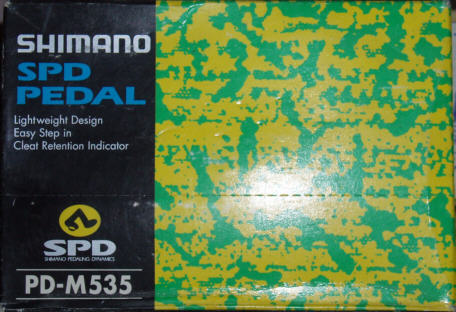 SHIMANO
SPD
PEDAL
Lightweight Design
Easy Step in
Cleat Retention Indicator
SPD
SHIMANO PEDALING DYNAMICS
PD-M535